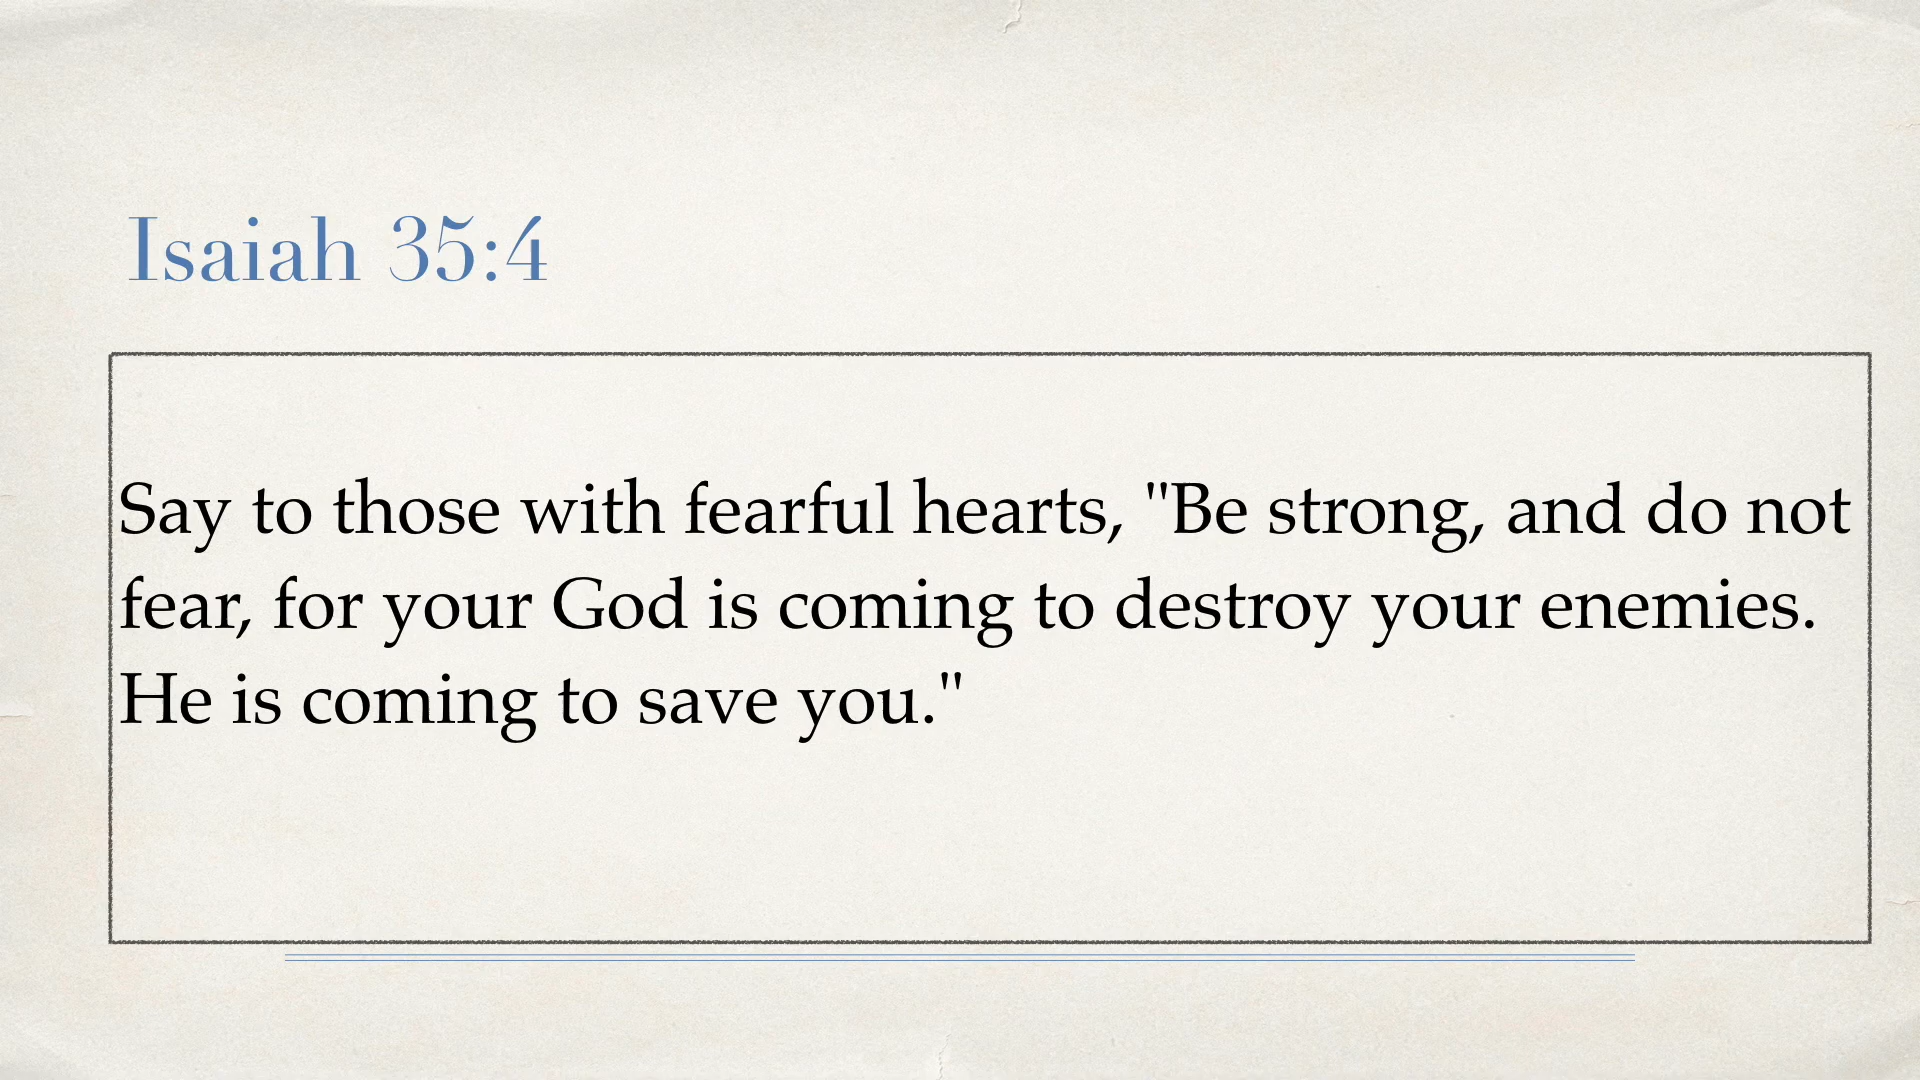 Isaiah 35:4
Say to those with fearful hearts, "Be strong, and do not
fear, for your God is coming to destroy your enemies.
He is coming to save you."